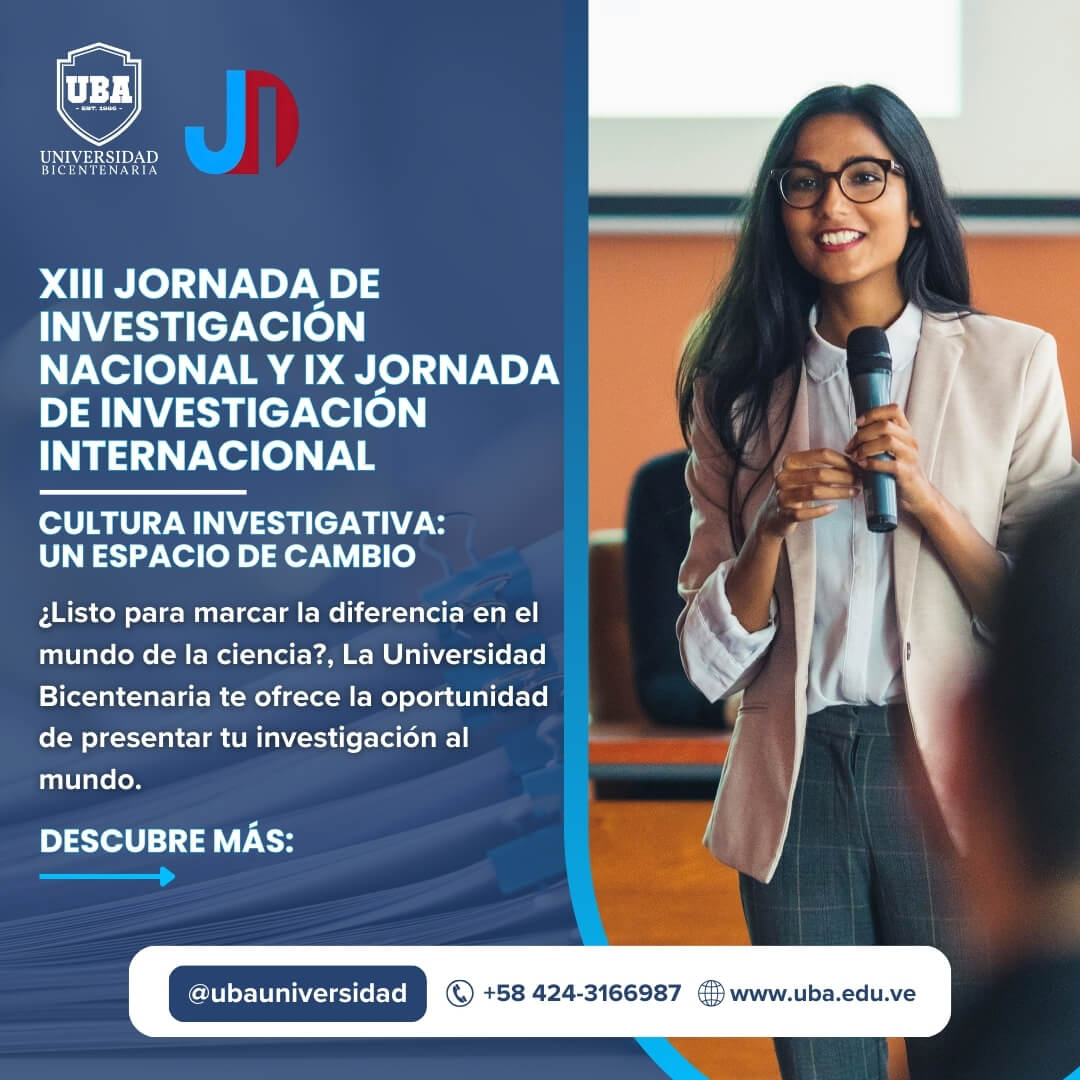 UBA
- EST. 1986 -
UNIVERSIDAD
BICENTENARIA
XIII JORNADA DE
INVESTIGACIÓN
NACIONAL Y IX JORNADA
DE INVESTIGACIÓN
INTERNACIONAL
CULTURA INVESTIGATIVA:
UN ESPACIO DE CAMBIO
¿Listo para marcar la diferencia en el
mundo de la ciencia?, La Universidad
Bicentenaria te ofrece la oportunidad
de presentar tu investigación al
mundo.
DESCUBRE MÁS:
@ubauniversidad
+58 424-3166987
www.uba.edu.ve